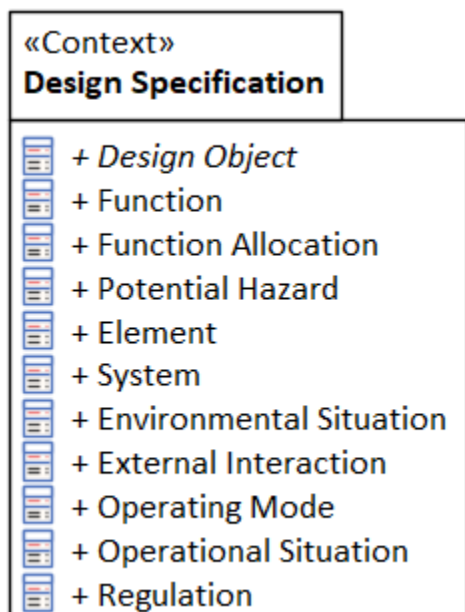 «Context»
Design Specification
+ Design Object
+ Function
+ Function Allocation
+ Potential Hazard
+ Element
+ System
+ Environmental Situation
+ External Interaction
+ Operating Mode
+ Operational Situation
+ Regulation